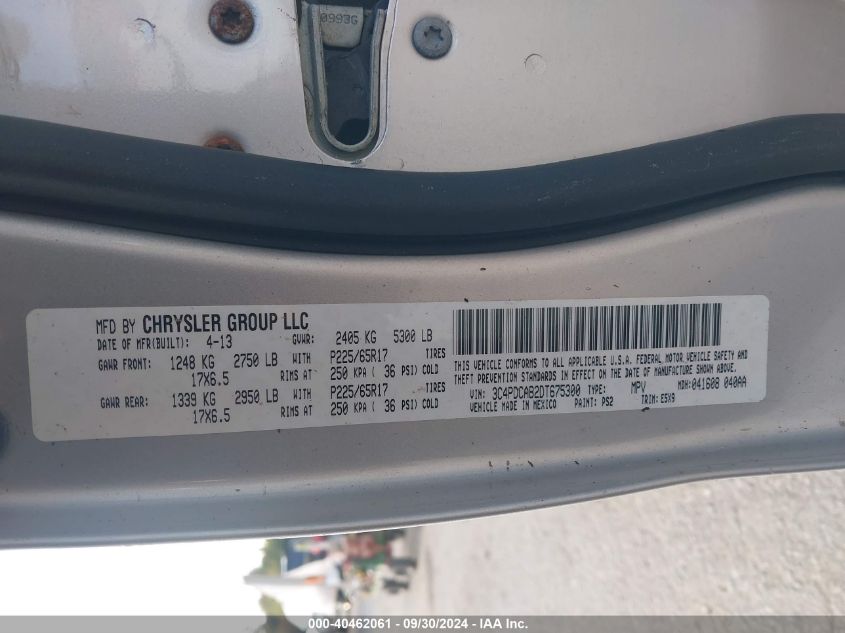 0993G
MFD BY CHRYSLER GROUP LLC
DATE OF MFR(BUILT): 4-13 GVWR: 2405 KG 5300 LB
GAWR FRONT: 1248 KG 2750 LB WITH P225/65R17 TIRES
17X6.5 RIMS AT 250 KPA ( 36 PSI) COLD
GAWR REAR: 1339 KG 2950 LB WITH P225/65R17 TIRES
17X6.5 RIMS AT 250 KPA ( 36 PSI) COLD
THIS VEHICLE CONFORMS TO ALL APPLICABLE U.S.A. FEDERAL MOTOR VEHICLE SAFETY AND
THEFT PREVENTION STANDARDS IN EFFECT ON THE DATE OF MANUFACTURE SHOWN ABOVE.
VIN: 3C4PDCAB2DT675300 TYPE: MPV MDH: 041608 040AA
VEHICLE MADE IN MEXICO PAINT: PS2 TRIM: E5X9
000-40462061 - 09/30/2024 - IAA Inc.